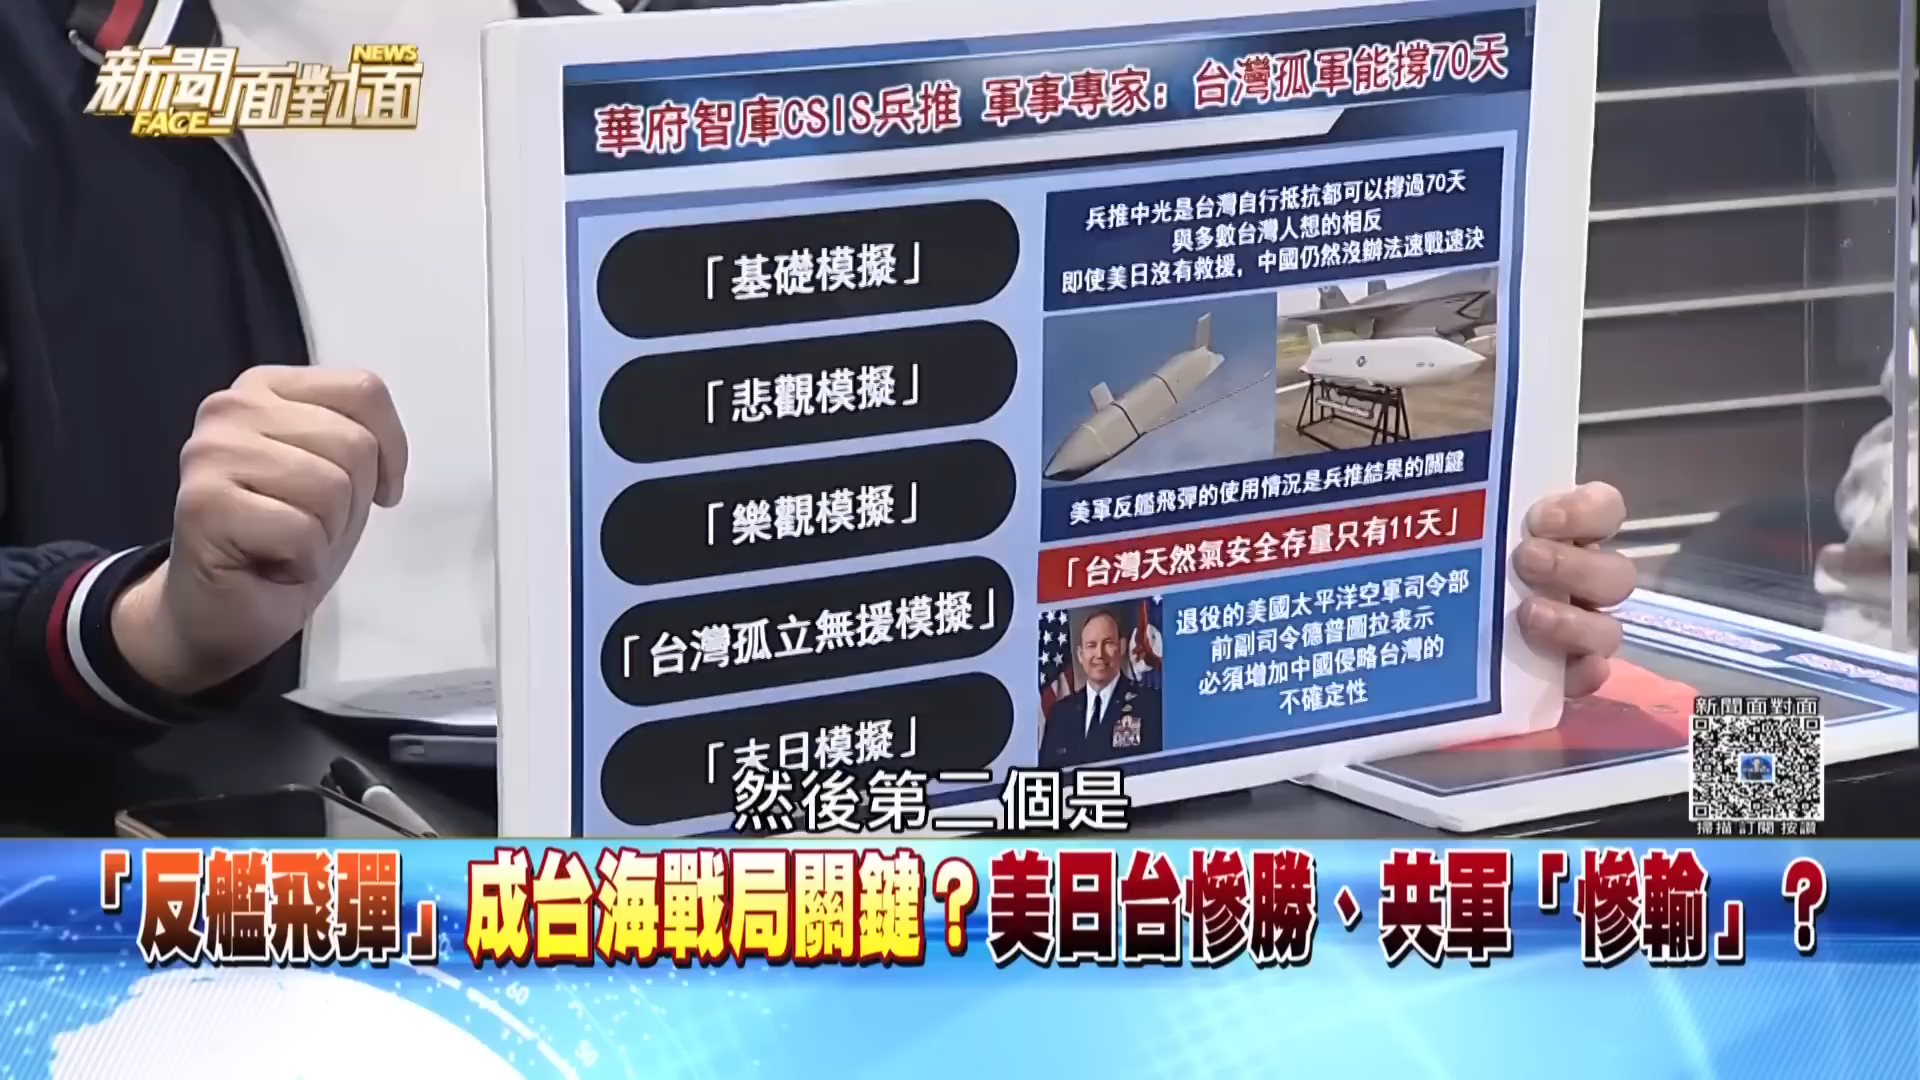 新聞面對面
NEWS
FACE
華府智庫CSIS兵推 軍事專家:台灣孤軍能撐70天
「基礎模擬」
「悲觀模擬」
「樂觀模擬」
「台灣孤立無援模擬」
「末日模擬」
兵推中光是台灣自行抵抗都可以撐過70天
與多數台灣人想的相反
即使美日沒有救援,中國仍然沒辦法速戰速決
美軍反艦飛彈的使用情況是兵推結果的關鍵
「台灣天然氣安全存量只有11天」
退役的美國太平洋空軍司令部
前副司令德普圖拉表示
必須增加中國侵略台灣的
不確定性
新聞面對面
掃描 訂閱 按讚
然後第二個是
「反艦飛彈」成台海戰局關鍵?美日台慘勝、共軍「慘輸」?
60
50